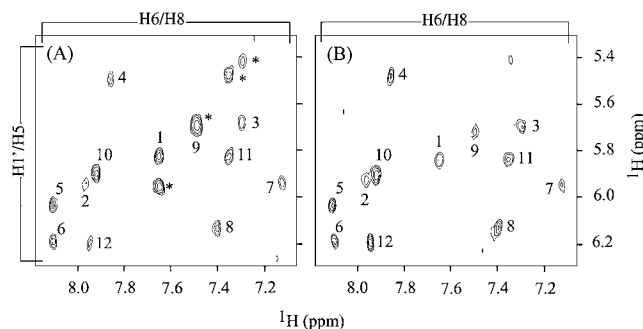 H6/H8 H6/H8
(A) (B)
H1'/H5
* * 4 4 5.4
* 3 3 5.6
1 9 1 9
10 11 10 11 5.8
2 7 2 7
5 * 5 6.0
8 8
6 12 6 12 6.2
¹H (ppm)
8.0 7.8 7.6 7.4 7.2 8.0 7.8 7.6 7.4 7.2
¹H (ppm)